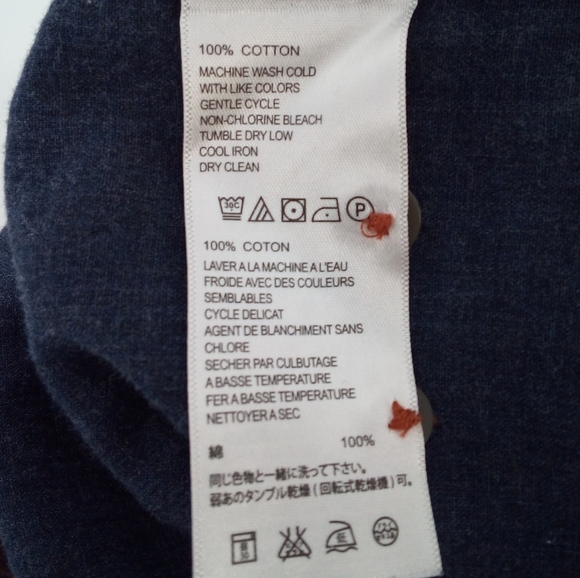 100% COTTON
MACHINE WASH COLD
WITH LIKE COLORS
GENTLE CYCLE
NON-CHLORINE BLEACH
TUMBLE DRY LOW
COOL IRON
DRY CLEAN
30C P
100% COTON
LAVER A LA MACHINE A L'EAU
FROIDE AVEC DES COULEURS
SEMBLABLES
CYCLE DELICAT
AGENT DE BLANCHIMENT SANS
CHLORE
SECHER PAR CULBUTAGE
A BASSE TEMPERATURE
FER A BASSE TEMPERATURE
NETTOYER A SEC
綿 100%
同じ色物と一緒に洗って下さい。
弱あのタンブル乾燥(回転式乾燥機)可。
低